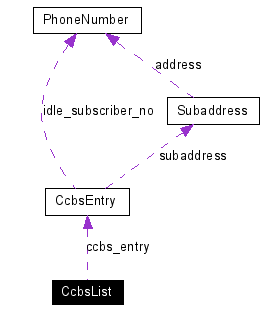 PhoneNumber
address
Subaddress
idle_subscriber_no
subaddress
CcbsEntry
ccbs_entry
CcbsList